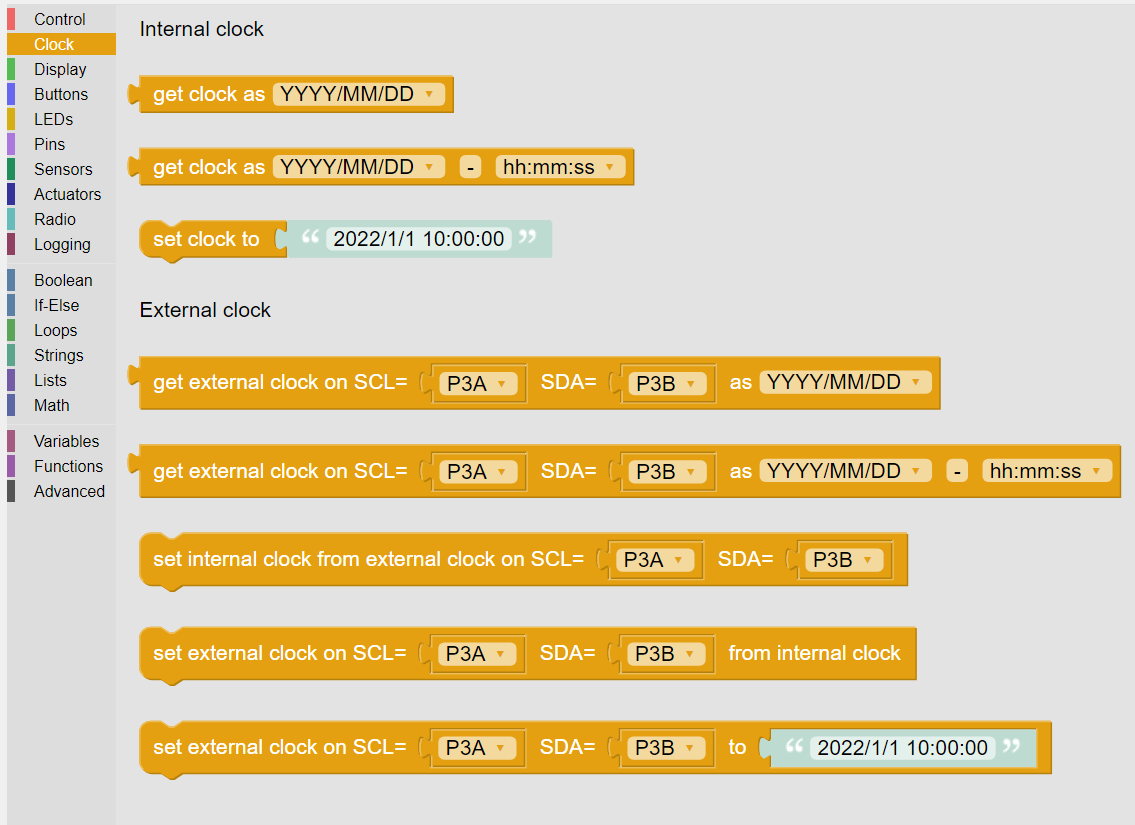 Control
Clock
Display
Buttons
LEDs
Pins
Sensors
Actuators
Radio
Logging
Boolean
If-Else
Loops
Strings
Lists
Math
Variables
Functions
Advanced
Internal clock
get clock as YYYY/MM/DD
get clock as YYYY/MM/DD - hh:mm:ss
set clock to “ 2022/1/1 10:00:00 ”
External clock
get external clock on SCL= P3A SDA= P3B as YYYY/MM/DD
get external clock on SCL= P3A SDA= P3B as YYYY/MM/DD - hh:mm:ss
set internal clock from external clock on SCL= P3A SDA= P3B
set external clock on SCL= P3A SDA= P3B from internal clock
set external clock on SCL= P3A SDA= P3B to “ 2022/1/1 10:00:00 ”